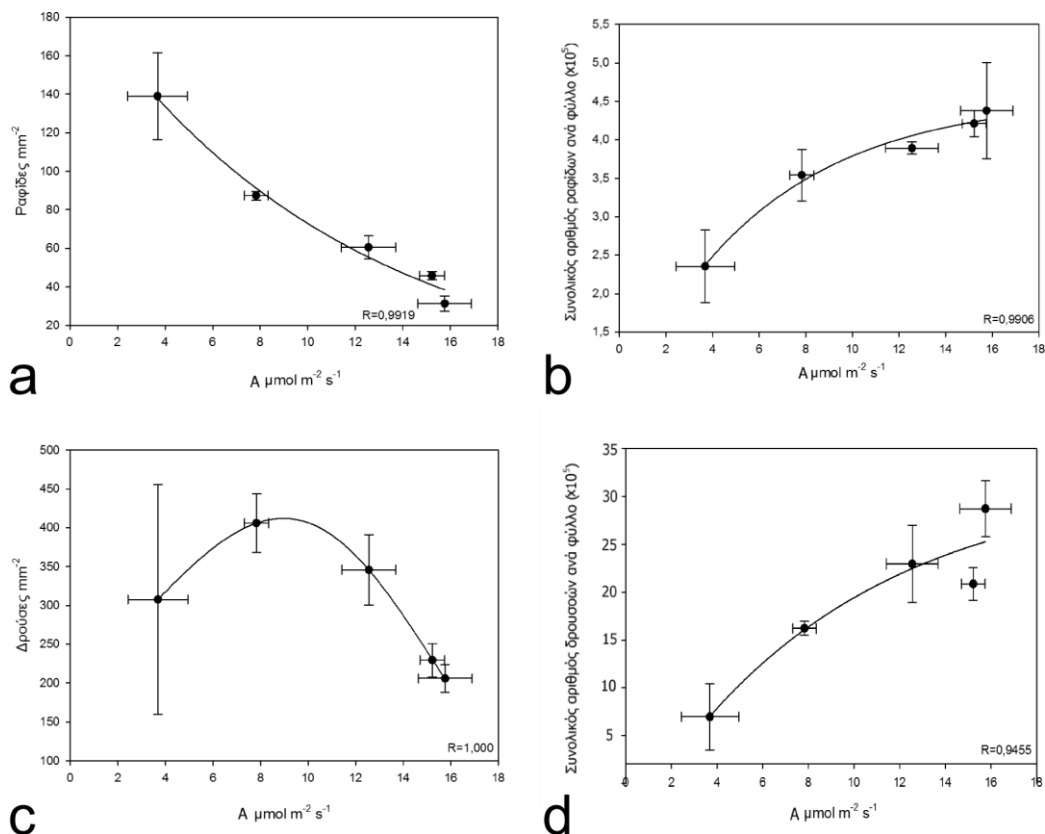 180
160
140
120
100
80
60
40
20
Ραφίδες mm-2
R=0,9919
0 2 4 6 8 10 12 14 16 18
A μmol m-2 s-1
a
5,5
5,0
4,5
4,0
3,5
3,0
2,5
2,0
1,5
Συνολικός αριθμός ραφίδων ανά φύλλο (x105)
R=0,9906
0 2 4 6 8 10 12 14 16 18
A μmol m-2 s-1
b
500
450
400
350
300
250
200
150
100
Δρούσες mm-2
R=1,000
0 2 4 6 8 10 12 14 16 18
A μmol m-2 s-1
c
35
30
25
20
15
10
5
Συνολικός αριθμός δρουσών ανά φύλλο (x105)
R=0,9455
0 2 4 6 8 10 12 14 16 18
A μmol m-2 s-1
d